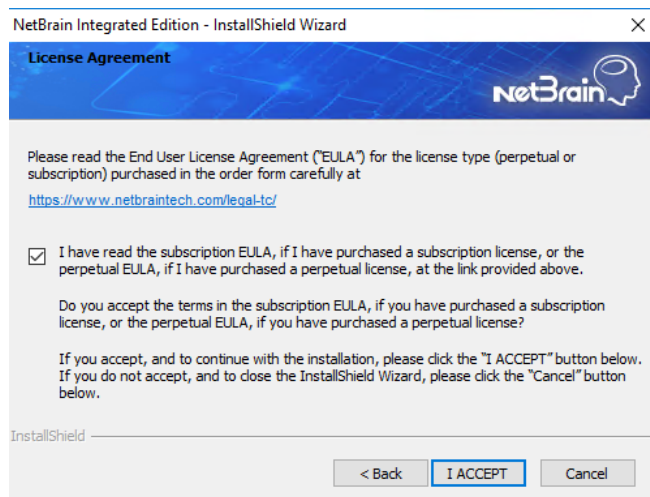 NetBrain Integrated Edition - InstallShield Wizard
License Agreement
NetBrain
Please read the End User License Agreement ("EULA") for the license type (perpetual or
subscription) purchased in the order form carefully at
https://www.netbraintech.com/legal-tc/
I have read the subscription EULA, if I have purchased a subscription license, or the
perpetual EULA, if I have purchased a perpetual license, at the link provided above.
Do you accept the terms in the subscription EULA, if you have purchased a subscription
license, or the perpetual EULA, if you have purchased a perpetual license?
If you accept, and to continue with the installation, please click the "I ACCEPT" button below.
If you do not accept, and to close the InstallShield Wizard, please click the "Cancel" button
below.
InstallShield
< Back I ACCEPT Cancel